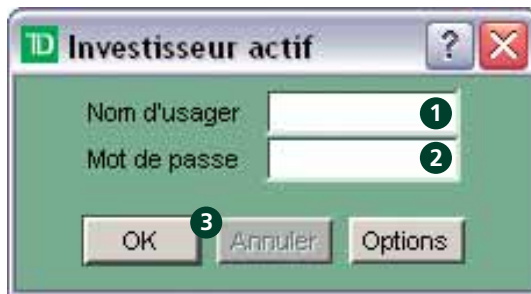 TD Investisseur actif ?
Nom d'usager 1
Mot de passe 2
3
OK Annuler Options